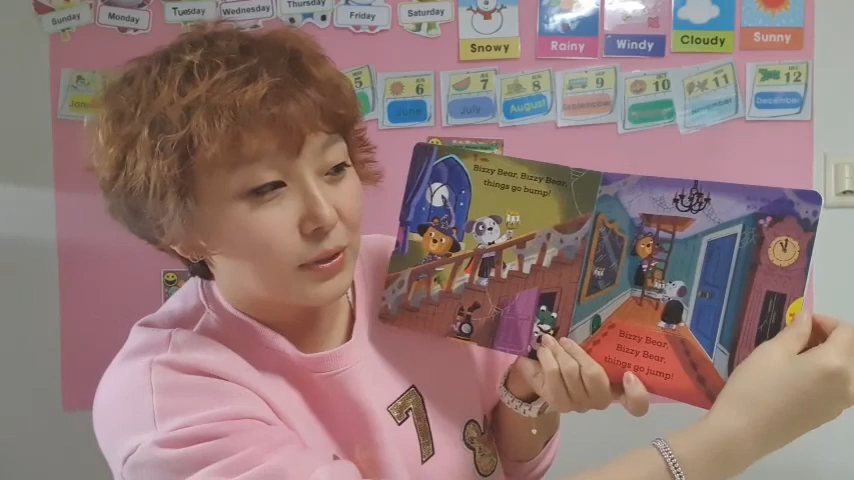 Sunday
Monday
Tuesday
Wednesday
Thursday
Friday
Saturday
Snowy
Rainy
Windy
Cloudy
Sunny
5
6
June
7
July
8
August
9
September
10
11
November
12
December
Bizzy Bear, Bizzy Bear,
things go bump!
Bizzy Bear,
Bizzy Bear,
things go jump!
7